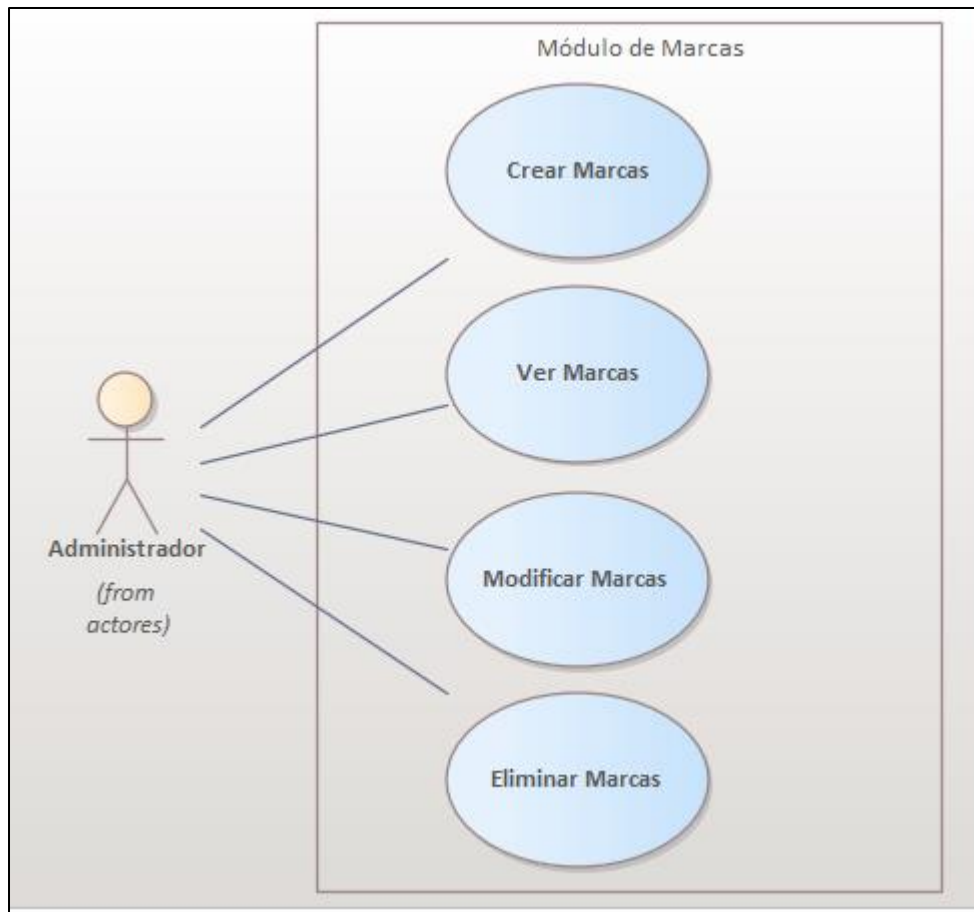 Módulo de Marcas
Crear Marcas
Ver Marcas
Administrador
(from
actores)
Modificar Marcas
Eliminar Marcas